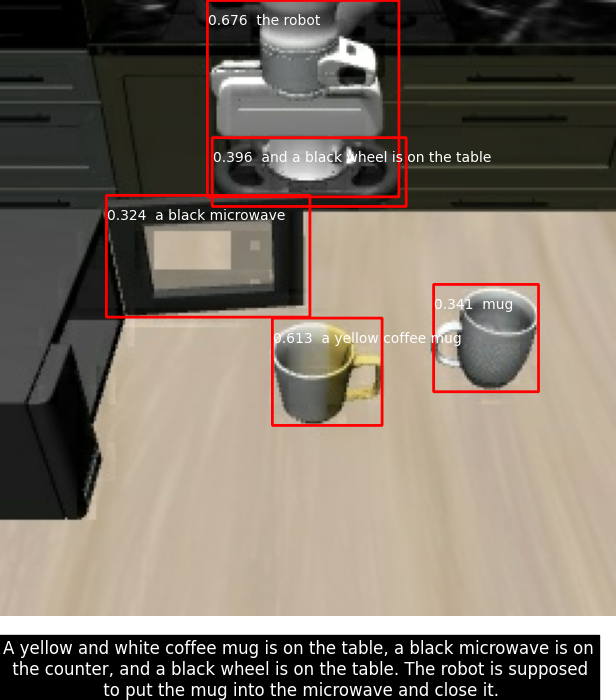 0.676 the robot
0.396 and a black wheel is on the table
0.324 a black microwave
0.341 mug
0.613 a yellow coffee mug
A yellow and white coffee mug is on the table, a black microwave is on
the counter, and a black wheel is on the table. The robot is supposed
to put the mug into the microwave and close it.